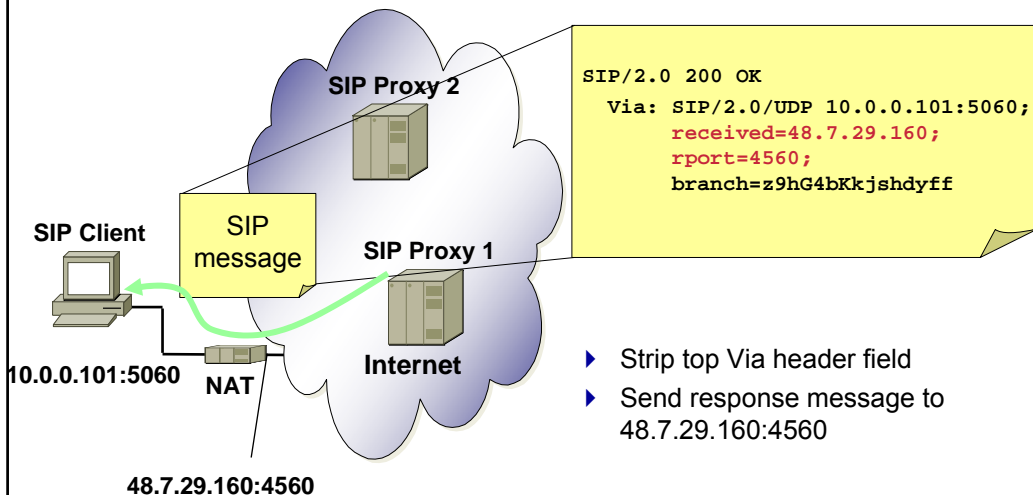 SIP Proxy 2
SIP/2.0 200 OK
Via: SIP/2.0/UDP 10.0.0.101:5060;
received=48.7.29.160;
rport=4560;
branch=z9hG4bKkjshdyff
SIP Client
SIP
message
SIP Proxy 1
Internet
10.0.0.101:5060
NAT
48.7.29.160:4560
Strip top Via header field
Send response message to
48.7.29.160:4560